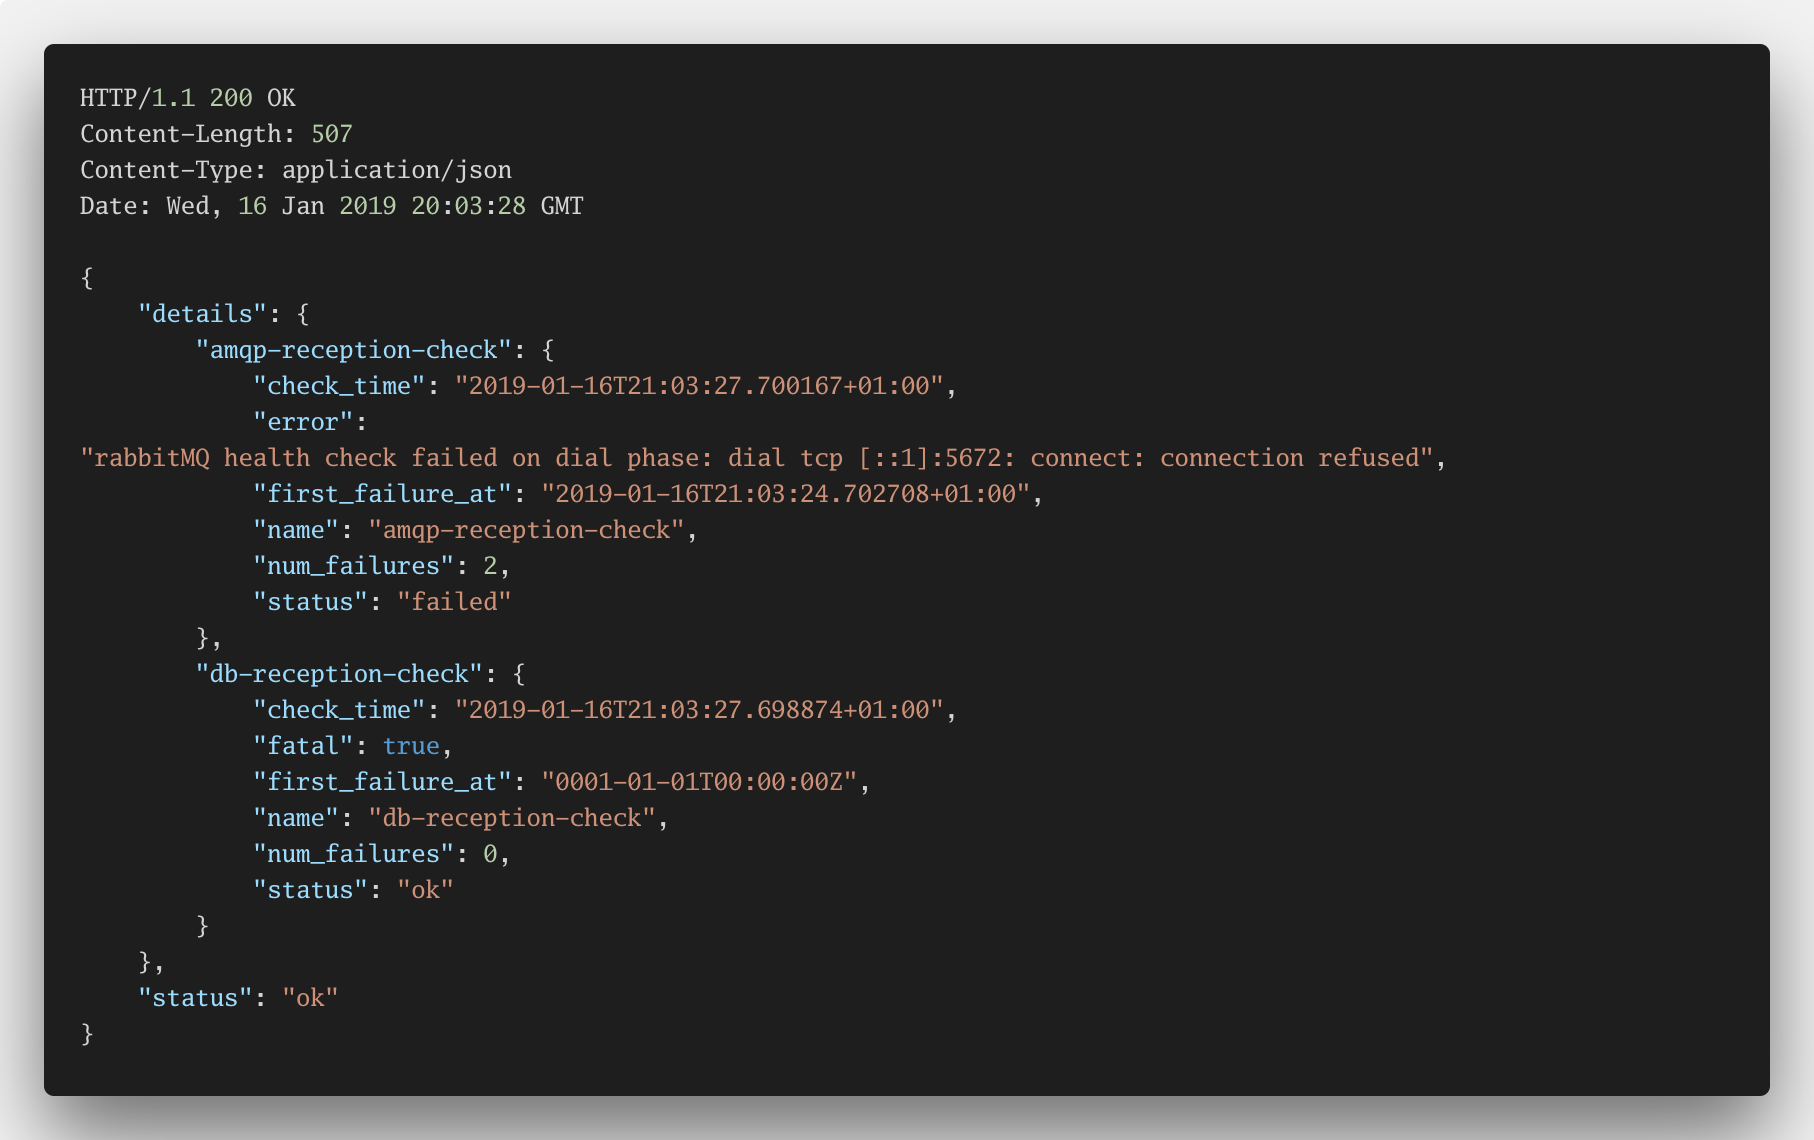 HTTP/1.1 200 OK
Content-Length: 507
Content-Type: application/json
Date: Wed, 16 Jan 2019 20:03:28 GMT

{
    "details": {
        "amqp-reception-check": {
            "check_time": "2019-01-16T21:03:27.700167+01:00",
            "error":
"rabbitMQ health check failed on dial phase: dial tcp [::1]:5672: connect: connection refused",
            "first_failure_at": "2019-01-16T21:03:24.702708+01:00",
            "name": "amqp-reception-check",
            "num_failures": 2,
            "status": "failed"
        },
        "db-reception-check": {
            "check_time": "2019-01-16T21:03:27.698874+01:00",
            "fatal": true,
            "first_failure_at": "0001-01-01T00:00:00Z",
            "name": "db-reception-check",
            "num_failures": 0,
            "status": "ok"
        }
    },
    "status": "ok"
}